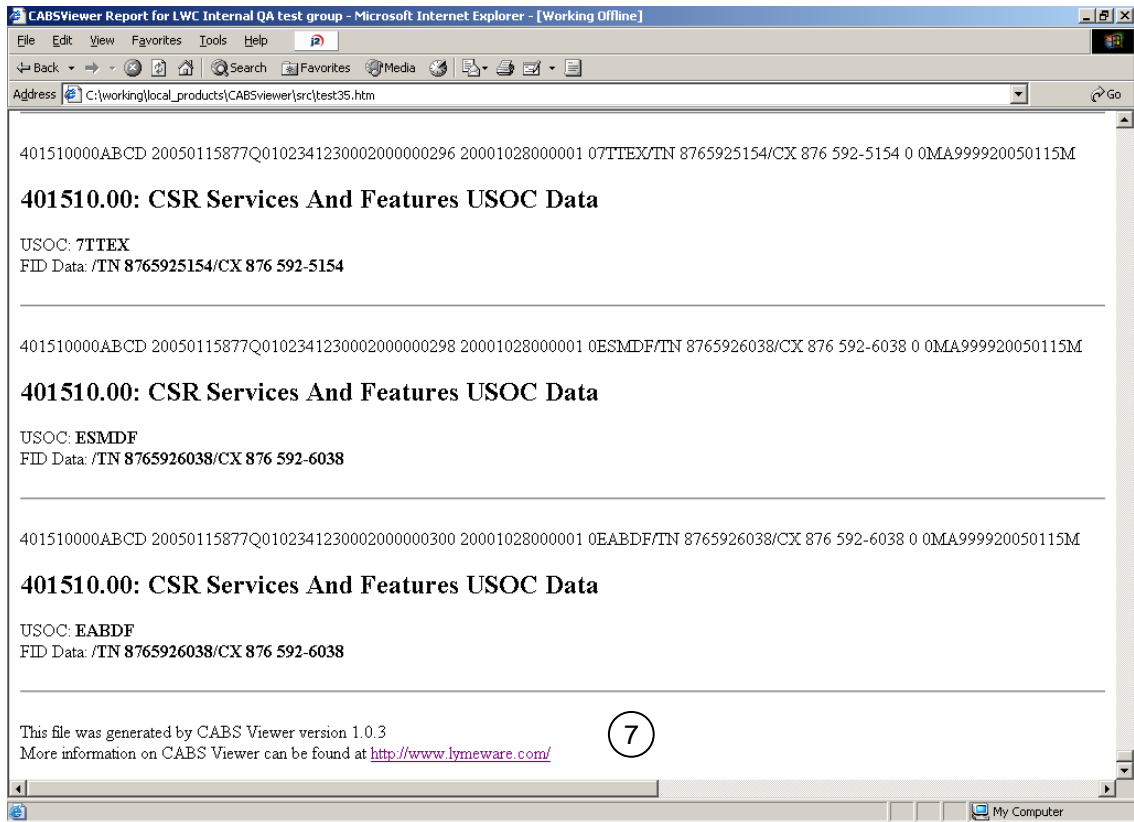 CABSViewer Report for LWC Internal QA test group - Microsoft Internet Explorer - [Working Offline]
File Edit View Favorites Tools Help
Back Search Favorites Media
Address C:\working\local_products\CABSviewer\src\test35.htm Go
401510000ABCD 20050115877Q0102341230002000000296 20001028000001 07TTEX/TN 8765925154/CX 876 592-5154 0 0MA999920050115M
401510.00: CSR Services And Features USOC Data
USOC: 7TTEX
FID Data: /TN 8765925154/CX 876 592-5154
401510000ABCD 20050115877Q0102341230002000000298 20001028000001 0ESMDF/TN 8765926038/CX 876 592-6038 0 0MA999920050115M
401510.00: CSR Services And Features USOC Data
USOC: ESMDF
FID Data: /TN 8765926038/CX 876 592-6038
401510000ABCD 20050115877Q0102341230002000000300 20001028000001 0EABDF/TN 8765926038/CX 876 592-6038 0 0MA999920050115M
401510.00: CSR Services And Features USOC Data
USOC: EABDF
FID Data: /TN 8765926038/CX 876 592-6038
This file was generated by CABS Viewer version 1.0.3
More information on CABS Viewer can be found at http://www.lymeware.com/
7
My Computer